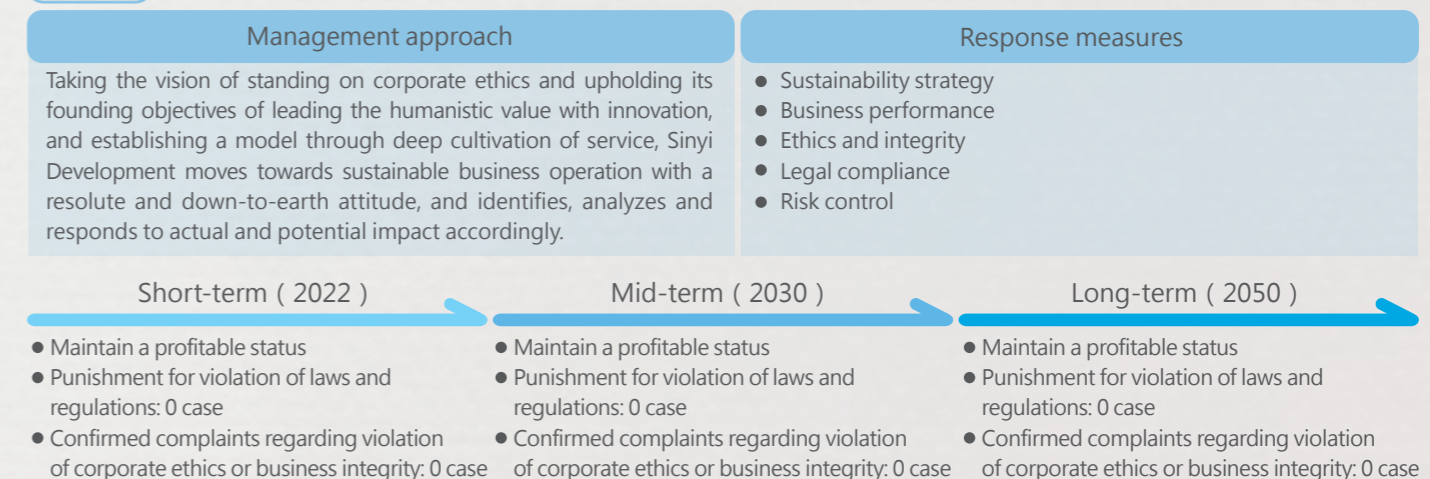 Management approach
Taking the vision of standing on corporate ethics and upholding its
founding objectives of leading the humanistic value with innovation,
and establishing a model through deep cultivation of service, Sinyi
Development moves towards sustainable business operation with a
resolute and down-to-earth attitude, and identifies, analyzes and
responds to actual and potential impact accordingly.
Response measures
● Sustainability strategy
● Business performance
● Ethics and integrity
● Legal compliance
● Risk control
Short-term ( 2022 )
● Maintain a profitable status
● Punishment for violation of laws and
regulations: 0 case
● Confirmed complaints regarding violation
of corporate ethics or business integrity: 0 case
Mid-term ( 2030 )
● Maintain a profitable status
● Punishment for violation of laws and
regulations: 0 case
● Confirmed complaints regarding violation
of corporate ethics or business integrity: 0 case
Long-term ( 2050 )
● Maintain a profitable status
● Punishment for violation of laws and
regulations: 0 case
● Confirmed complaints regarding violation
of corporate ethics or business integrity: 0 case